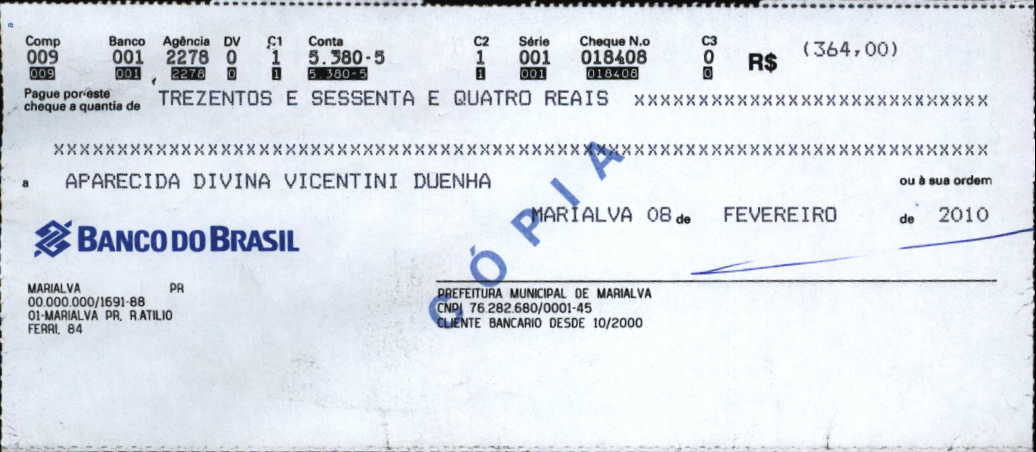 Comp Banco Agência DV C1 Conta C2 Série Cheque N.o C3
009 001 2278 0 1 5.380-5 1 001 018408 0 R$ (364,00)
009 001 2278 0 1 5.380-5 1 001 018408 0
Pague por este
cheque a quantia de TREZENTOS E SESSENTA E QUATRO REAIS xxxxxxxxxxxxxxxxxxxxxxxxxxxxxx
xxxxxxxxxxxxxxxxxxxxxxxxxxxxxxxxxxxxxxxxxxxxxxxxxxxxxxxxxxxxxxxxxxxxxxxxxxxxxxxxxxxxxx
a APARECIDA DIVINA VICENTINI DUENHA ou à sua ordem
MARIALVA 08 de FEVEREIRO de 2010
CÓPIA
BANCO DO BRASIL
MARIALVA PR
00.000.000/1691-88
01-MARIALVA PR, R.ATILIO
FERRI, 84
PREFEITURA MUNICIPAL DE MARIALVA
CNPJ 76.282.680/0001-45
CLIENTE BANCARIO DESDE 10/2000